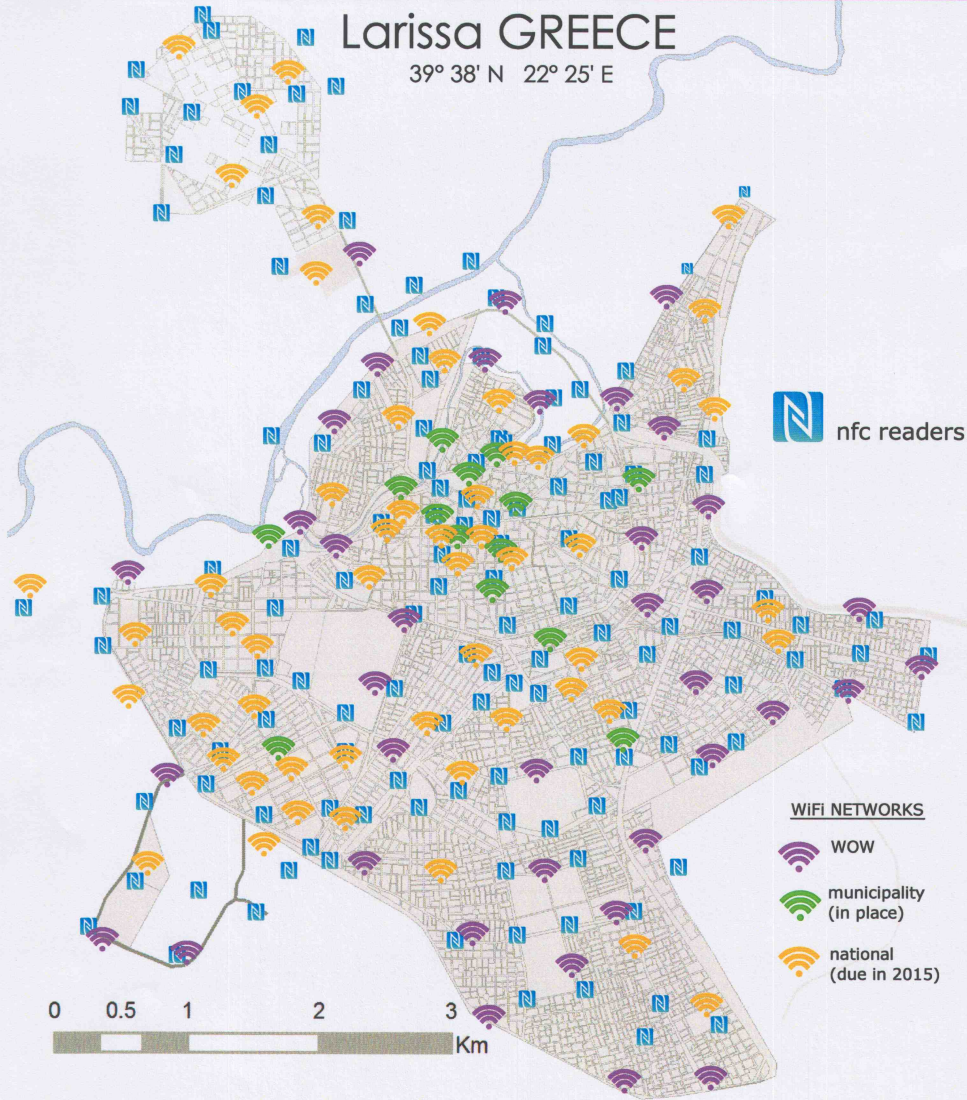 Larissa GREECE
39° 38' N 22° 25' E
nfc readers
WiFi NETWORKS
WOW
municipality
(in place)
national
(due in 2015)
0 0.5 1 2 3
Km